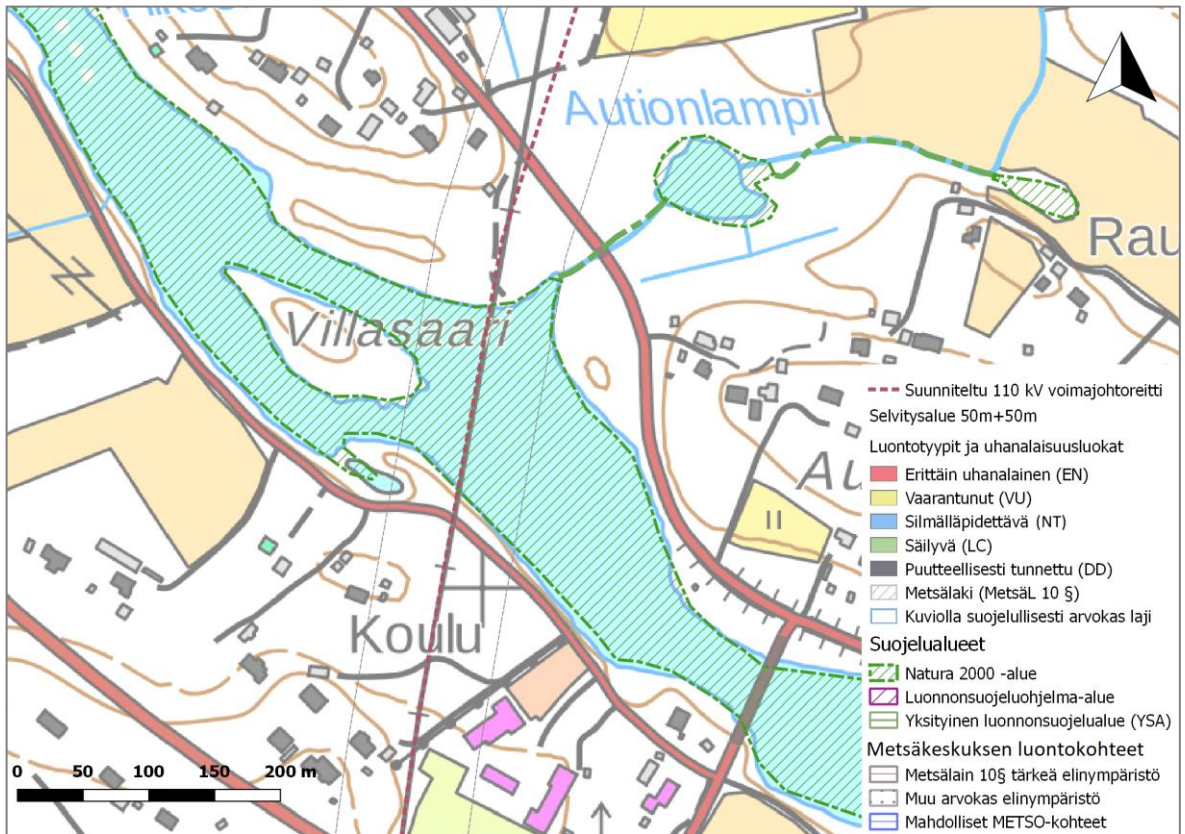 Autionlampi
Rau
Villasaari
Au
Koulu
Suunniteltu 110 kV voimajohtoreitti
Selvitysalue 50m+50m
Luontotyypit ja uhanalaisuusluokat
Erittäin uhanalainen (EN)
Vaarantunut (VU)
Silmälläpidettävä (NT)
Säilyvä (LC)
Puutteellisesti tunnettu (DD)
Metsälaki (MetsäL 10 §)
Kuviolla suojelullisesti arvokas laji
Suojelualueet
Natura 2000 -alue
Luonnonsuojeluohjelma-alue
Yksityinen luonnonsuojelualue (YSA)
Metsäkeskuksen luontokohteet
Metsälain 10§ tärkeä elinympäristö
Muu arvokas elinympäristö
Mahdolliset METSO-kohteet
0 50 100 150 200 m